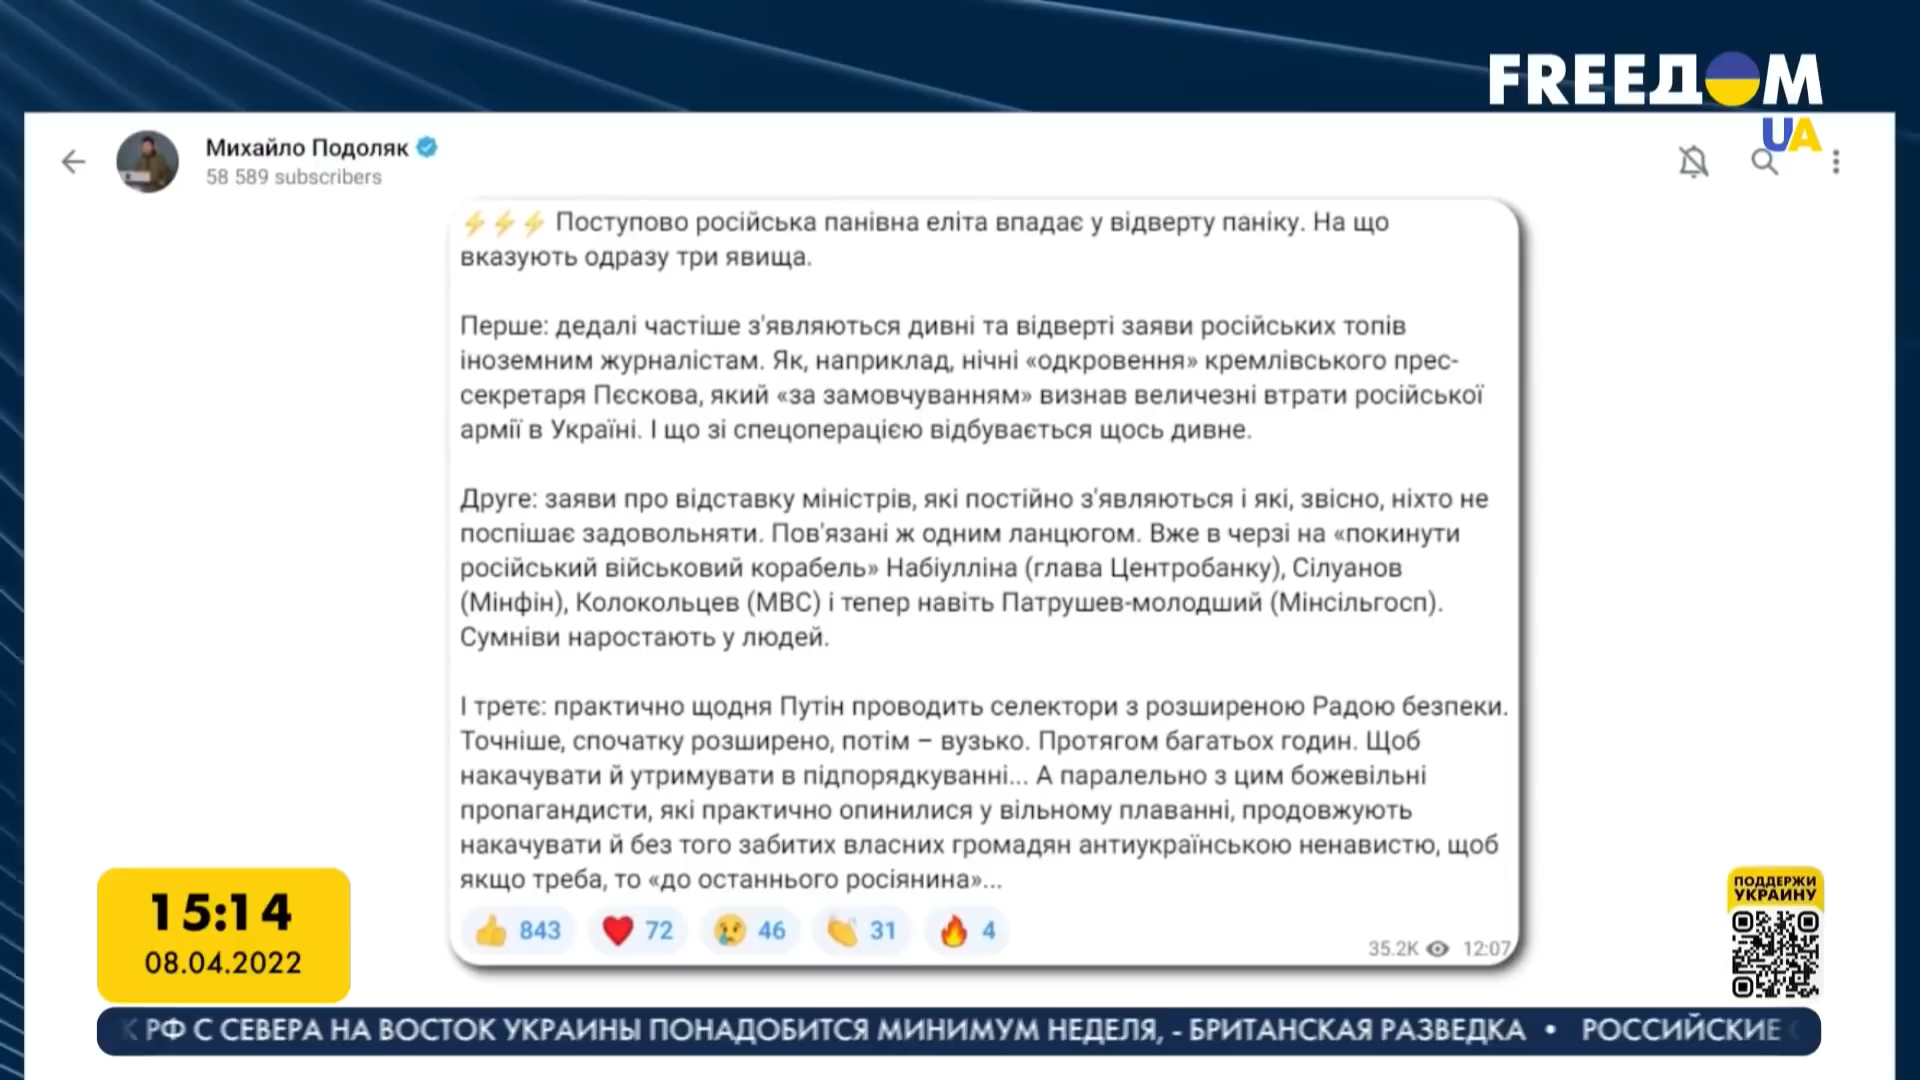 FREEДOM
UA
Михайло Подоляк
58 589 subscribers
⚡⚡⚡ Поступово російська панівна еліта впадає у відверту паніку. На що
вказують одразу три явища.
Перше: дедалі частіше з'являються дивні та відверті заяви російських топів
іноземним журналістам. Як, наприклад, нічні «одкровення» кремлівського прес-
секретаря Пєскова, який «за замовчуванням» визнав величезні втрати російської
армії в Україні. І що зі спецоперацією відбувається щось дивне.
Друге: заяви про відставку міністрів, які постійно з'являються і які, звісно, ніхто не
поспішає задовольняти. Пов'язані ж одним ланцюгом. Вже в черзі на «покинути
російський військовий корабель» Набіулліна (глава Центробанку), Сілуанов
(Мінфін), Колокольцев (МВС) і тепер навіть Патрушев-молодший (Мінсільгосп).
Сумніви наростають у людей.
І третє: практично щодня Путін проводить селектори з розширеною Радою безпеки.
Точніше, спочатку розширено, потім – вузько. Протягом багатьох годин. Щоб
накачувати й утримувати в підпорядкуванні... А паралельно з цим божевільні
пропагандисти, які практично опинилися у вільному плаванні, продовжують
накачувати й без того забитих власних громадян антиукраїнською ненавистю, щоб
якщо треба, то «до останнього росіянина»...
👍 843 ❤ 72 😢 46 👏 31 🔥 4
35.2K 12:07
15:14
08.04.2022
ПОДДЕРЖИ
УКРАИНУ
К РФ С СЕВЕРА НА ВОСТОК УКРАИНЫ ПОНАДОБИТСЯ МИНИМУМ НЕДЕЛЯ, - БРИТАНСКАЯ РАЗВЕДКА • РОССИЙСКИЕ